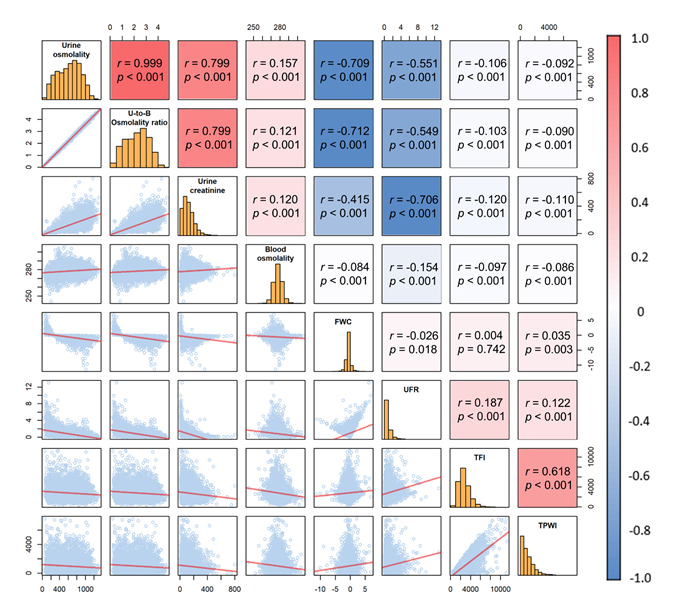 0 1 2 3 4
250 280
0 2 4 6 8 12
0 4000
Urine
osmolality
r = 0.999
p < 0.001
r = 0.799
p < 0.001
r = 0.157
p < 0.001
r = -0.709
p < 0.001
r = -0.551
p < 0.001
r = -0.106
p < 0.001
r = -0.092
p < 0.001
0 400 1000
U-to-B
Osmolality ratio
r = 0.799
p < 0.001
r = 0.121
p < 0.001
r = -0.712
p < 0.001
r = -0.549
p < 0.001
r = -0.103
p < 0.001
r = -0.090
p < 0.001
0 1 2 3 4
Urine
creatinine
r = 0.120
p < 0.001
r = -0.415
p < 0.001
r = -0.706
p < 0.001
r = -0.120
p < 0.001
r = -0.110
p < 0.001
0 400 800
250 280
Blood
osmolality
r = -0.084
p < 0.001
r = -0.154
p < 0.001
r = -0.097
p < 0.001
r = -0.086
p < 0.001
FWC
r = -0.026
p = 0.018
r = 0.004
p = 0.742
r = 0.035
p = 0.003
-10 0 5
0 4 8 12
UFR
r = 0.187
p < 0.001
r = 0.122
p < 0.001
TFI
r = 0.618
p < 0.001
0 4000 10000
0 4000
TPWI
0 400 1000
0 400 800
-10 -5 0 5
0 4000 10000
1.0
0.8
0.6
0.4
0.2
0
-0.2
-0.4
-0.6
-0.8
-1.0